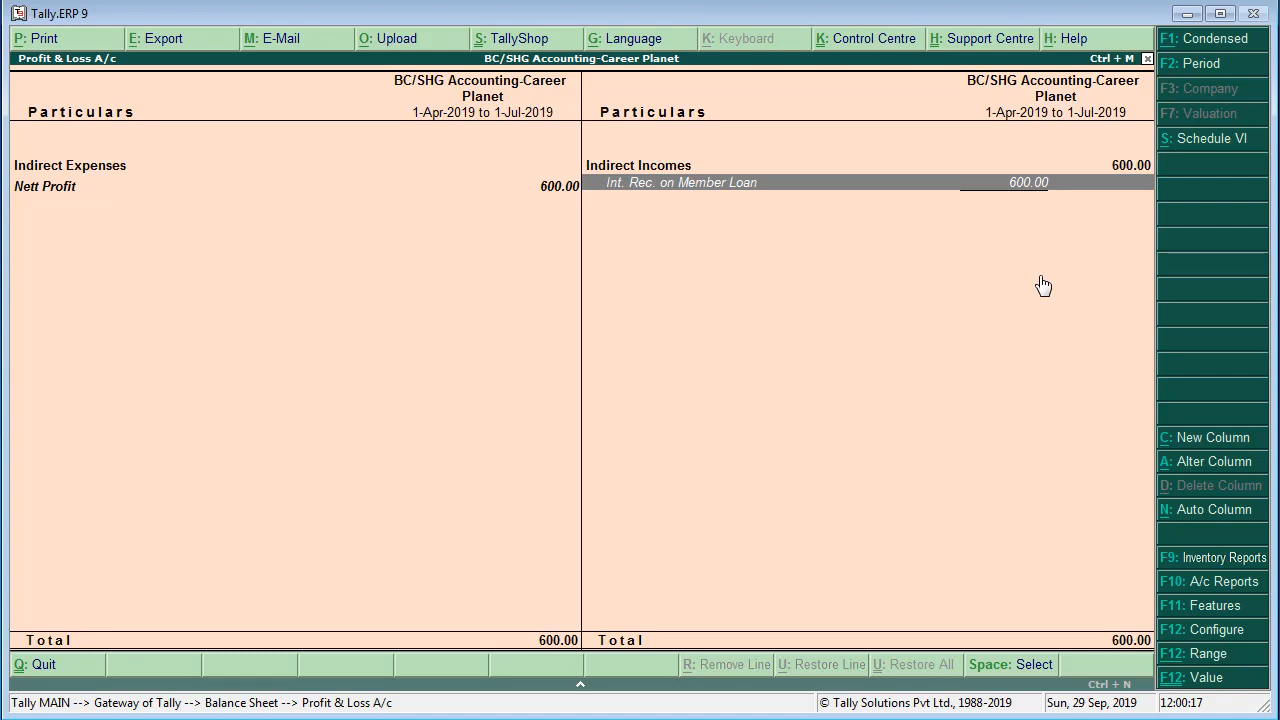 Tally.ERP 9
P: Print E: Export M: E-Mail O: Upload S: TallyShop G: Language K: Keyboard K: Control Centre H: Support Centre H: Help
Profit & Loss A/c BC/SHG Accounting-Career Planet Ctrl + M
Particulars BC/SHG Accounting-Career Planet 1-Apr-2019 to 1-Jul-2019
Particulars BC/SHG Accounting-Career Planet 1-Apr-2019 to 1-Jul-2019
Indirect Expenses
Nett Profit 600.00
Indirect Incomes 600.00
Int. Rec. on Member Loan 600.00
Total 600.00
Total 600.00
F1: Condensed
F2: Period
F3: Company
F7: Valuation
S: Schedule VI
C: New Column
A: Alter Column
D: Delete Column
N: Auto Column
F9: Inventory Reports
F10: A/c Reports
F11: Features
F12: Configure
F12: Range
F12: Value
Q: Quit R: Remove Line U: Restore Line U: Restore All Space: Select
Ctrl + N
Tally MAIN --> Gateway of Tally --> Balance Sheet --> Profit & Loss A/c © Tally Solutions Pvt Ltd., 1988-2019 Sun, 29 Sep, 2019 12:00:17